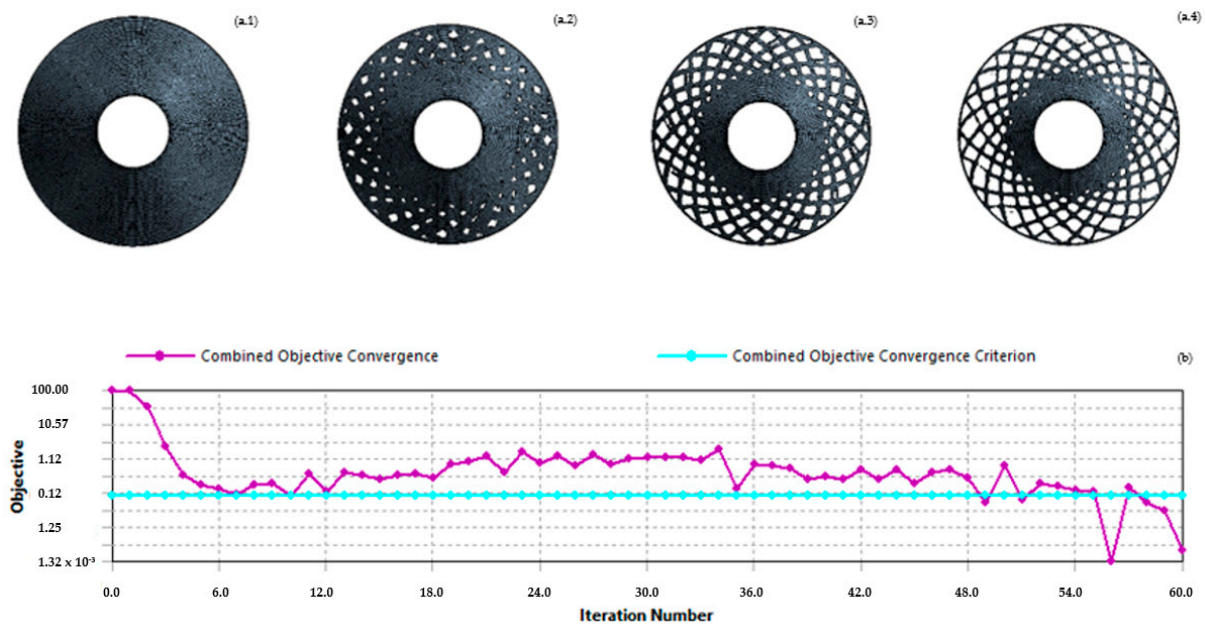 (a.1)
(a.2)
(a.3)
(a.4)
Combined Objective Convergence
Combined Objective Convergence Criterion
(b)
100.00
10.57
1.12
0.12
1.25
1.32 x 10⁻³
Objective
0.0 6.0 12.0 18.0 24.0 30.0 36.0 42.0 48.0 54.0 60.0
Iteration Number